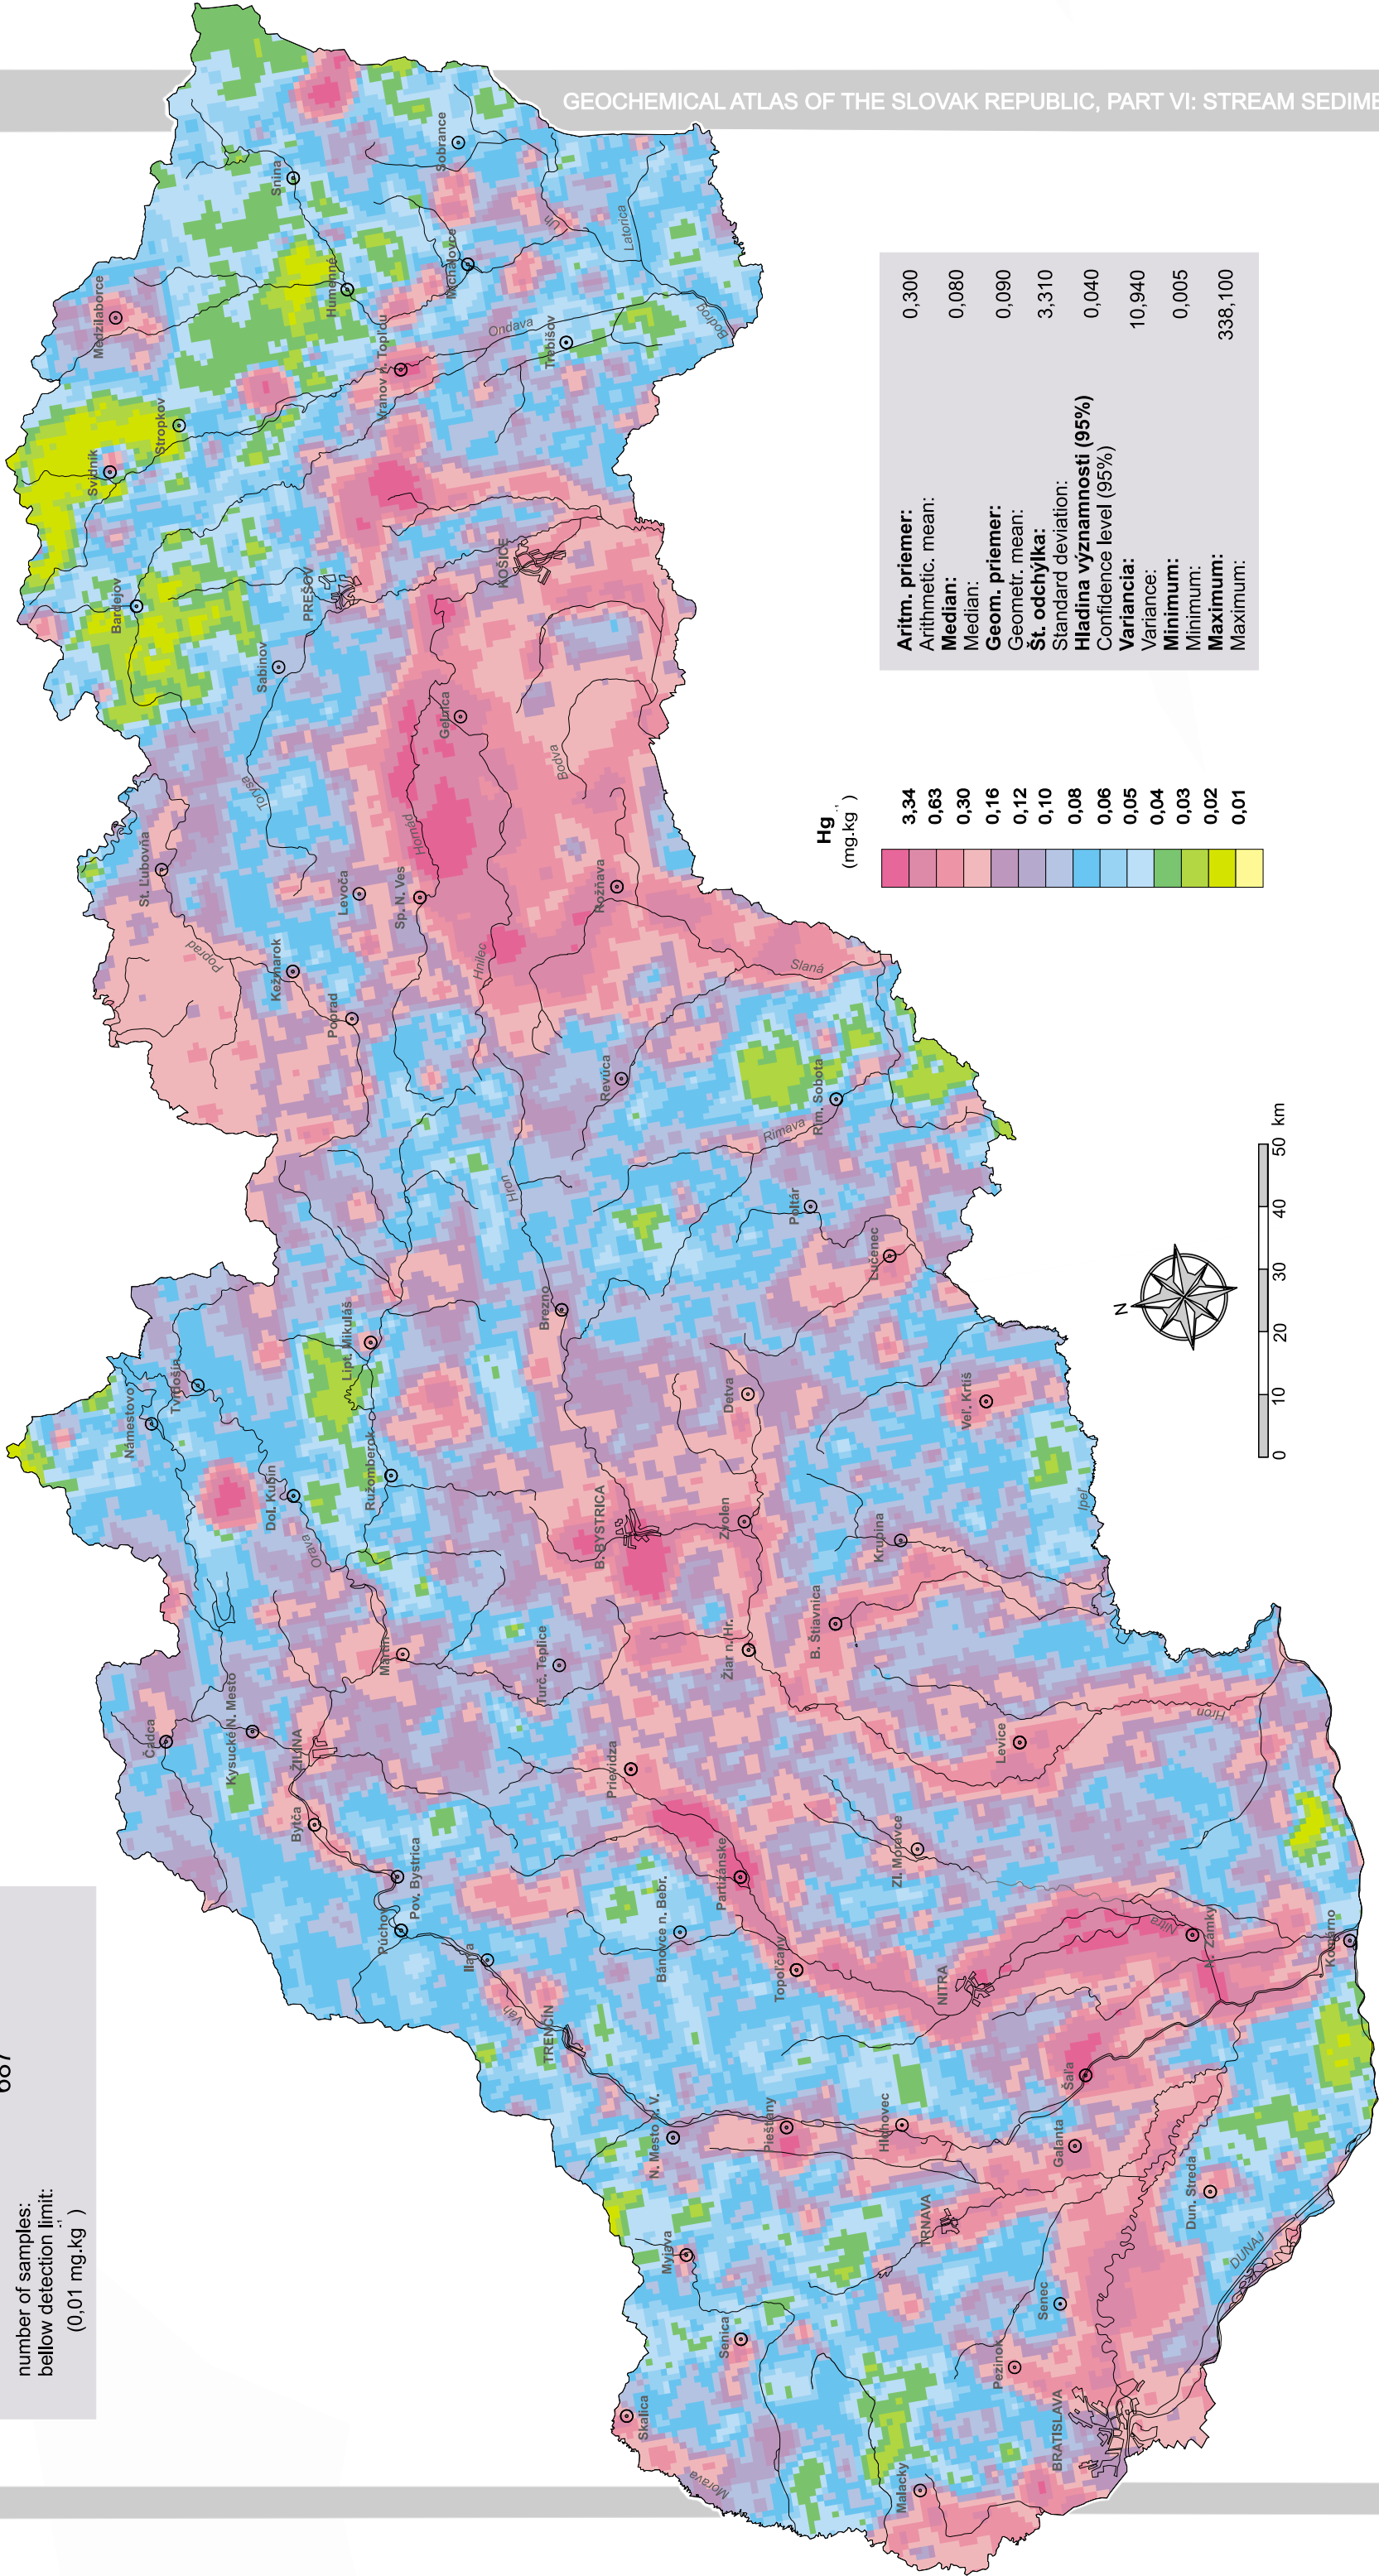 GEOCHEMICAL ATLAS OF THE SLOVAK REPUBLIC, PART VI: STREAM SEDIME
687
number of samples:
bellow detection limit:
(0,01 mg.kg⁻¹)
Medzilaborce
Snina
Sobrance
Humenné
Michalovce
Uh
Latorica
Svidník
Stropkov
Vranov n. Topľou
Ondava
Trebišov
Bodrog
Bardejov
Sabinov
PREŠOV
KOŠICE
St. Ľubovňa
Torysa
Gelnica
Hornád
Bodva
Poprad
Kežmarok
Levoča
Sp. N. Ves
Rožňava
Poprad
Hnilec
Slaná
Revúca
Rimava
Rim. Sobota
Hron
Poltár
Lučenec
Námestovo
Tvrdošín
Lipt. Mikuláš
Brezno
Dol. Kubín
Ružomberok
Orava
Detva
Veľ. Krtíš
B. BYSTRICA
Zvolen
Krupina
Ipeľ
Čadca
Kysucké N. Mesto
ŽILINA
Martin
Turč. Teplice
Žiar n. Hr.
B. Štiavnica
Bytča
Prievidza
Levice
Hron
Pov. Bystrica
Púchov
Ilava
Váh
TRENČÍN
Bánovce n. Bebr.
Partizánske
Zl. Moravce
Topoľčany
NITRA
Nitra
N. Zámky
Komárno
N. Mesto n. V.
Piešťany
Hlohovec
Šaľa
Galanta
Myjava
TRNAVA
Dun. Streda
DUNAJ
Senica
Senec
Skalica
Pezinok
Morava
Malacky
BRATISLAVA
Hg
(mg.kg⁻¹)
3,34
0,63
0,30
0,16
0,12
0,10
0,08
0,06
0,05
0,04
0,03
0,02
0,01
Aritm. priemer:
Arithmetic. mean: 0,300
Median:
Median: 0,080
Geom. priemer:
Geometr. mean: 0,090
Št. odchýlka:
Standard deviation: 3,310
Hladina významosti (95%)
Confidence level (95%) 0,040
Variancia:
Variance: 10,940
Minimum:
Minimum: 0,005
Maximum:
Maximum: 338,100
N
0 10 20 30 40 50 km